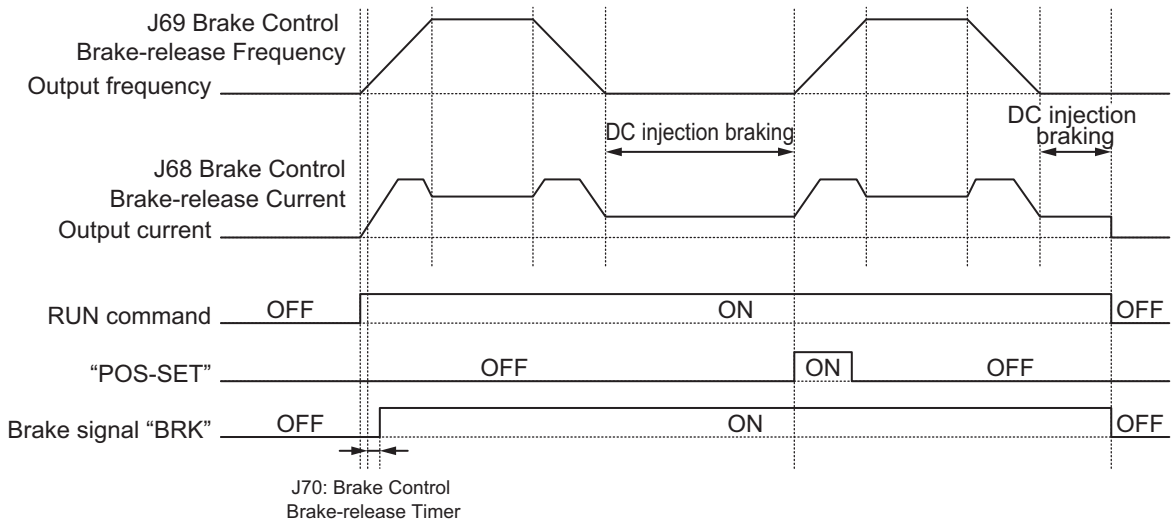 J69 Brake Control
Brake-release Frequency
Output frequency
DC injection braking
DC injection
braking
J68 Brake Control
Brake-release Current
Output current
RUN command
OFF
ON
OFF
“POS-SET”
OFF
ON
OFF
Brake signal “BRK”
OFF
ON
OFF
J70: Brake Control
Brake-release Timer